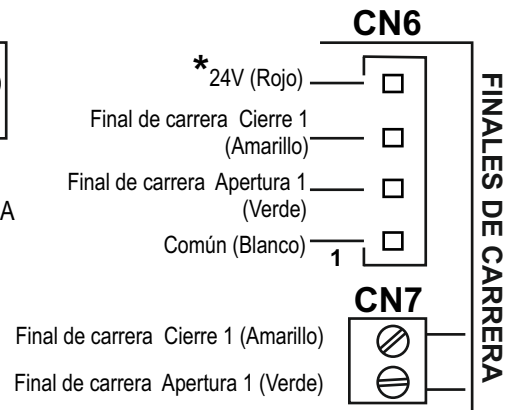 CN6
*24V (Rojo)
Final de carrera Cierre 1
(Amarillo)
Final de carrera Apertura 1
(Verde)
A
Común (Blanco)
1
FINALES DE CARRERA
CN7
Final de carrera Cierre 1 (Amarillo)
Final de carrera Apertura 1 (Verde)